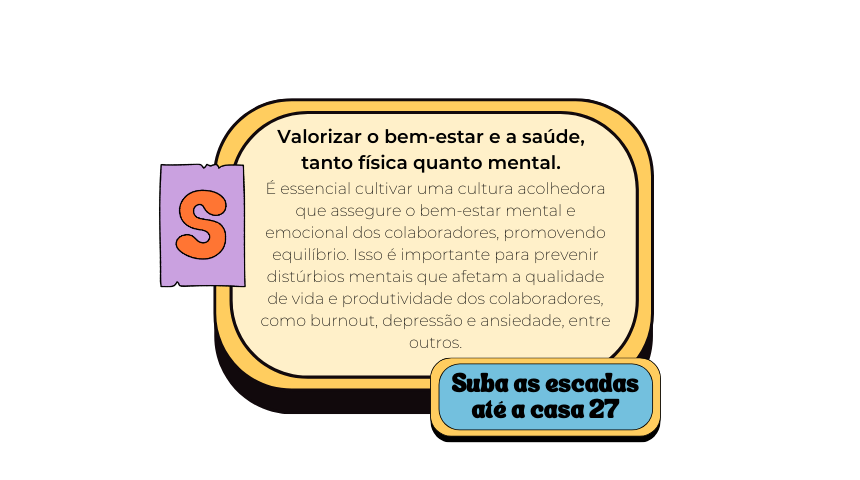 Valorizar o bem-estar e a saúde,
tanto física quanto mental.
S
É essencial cultivar uma cultura acolhedora
que assegure o bem-estar mental e
emocional dos colaboradores, promovendo
equilíbrio. Isso é importante para prevenir
distúrbios mentais que afetam a qualidade
de vida e produtividade dos colaboradores,
como burnout, depressão e ansiedade, entre
outros.
Suba as escadas
até a casa 27